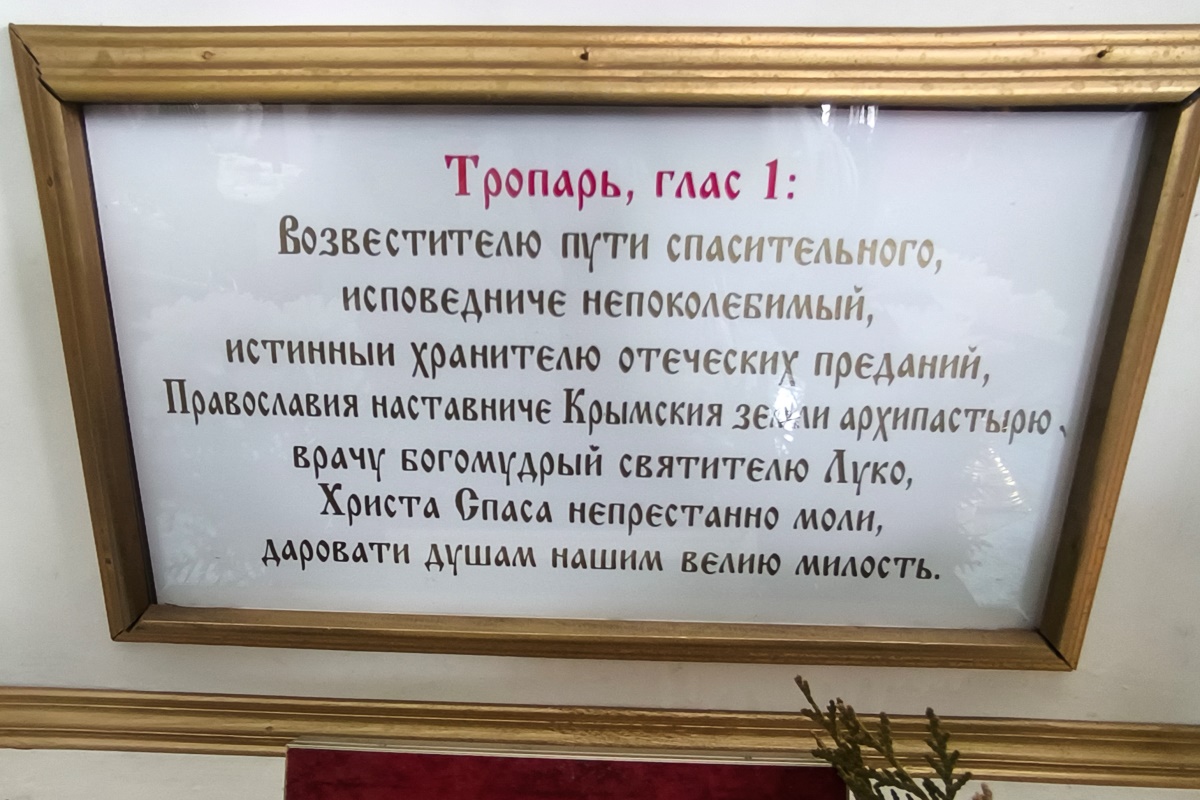 Тропарь, глас 1:
Возвестителю пути спасительного,
исповедниче непоколебимый,
истинныи хранителю отеческих преданий,
Православия наставниче Крымския земли архипастырю,
врачу богомудрый святителю Луко,
Христа Спаса непрестанно моли,
даровати душам нашим велию милость.